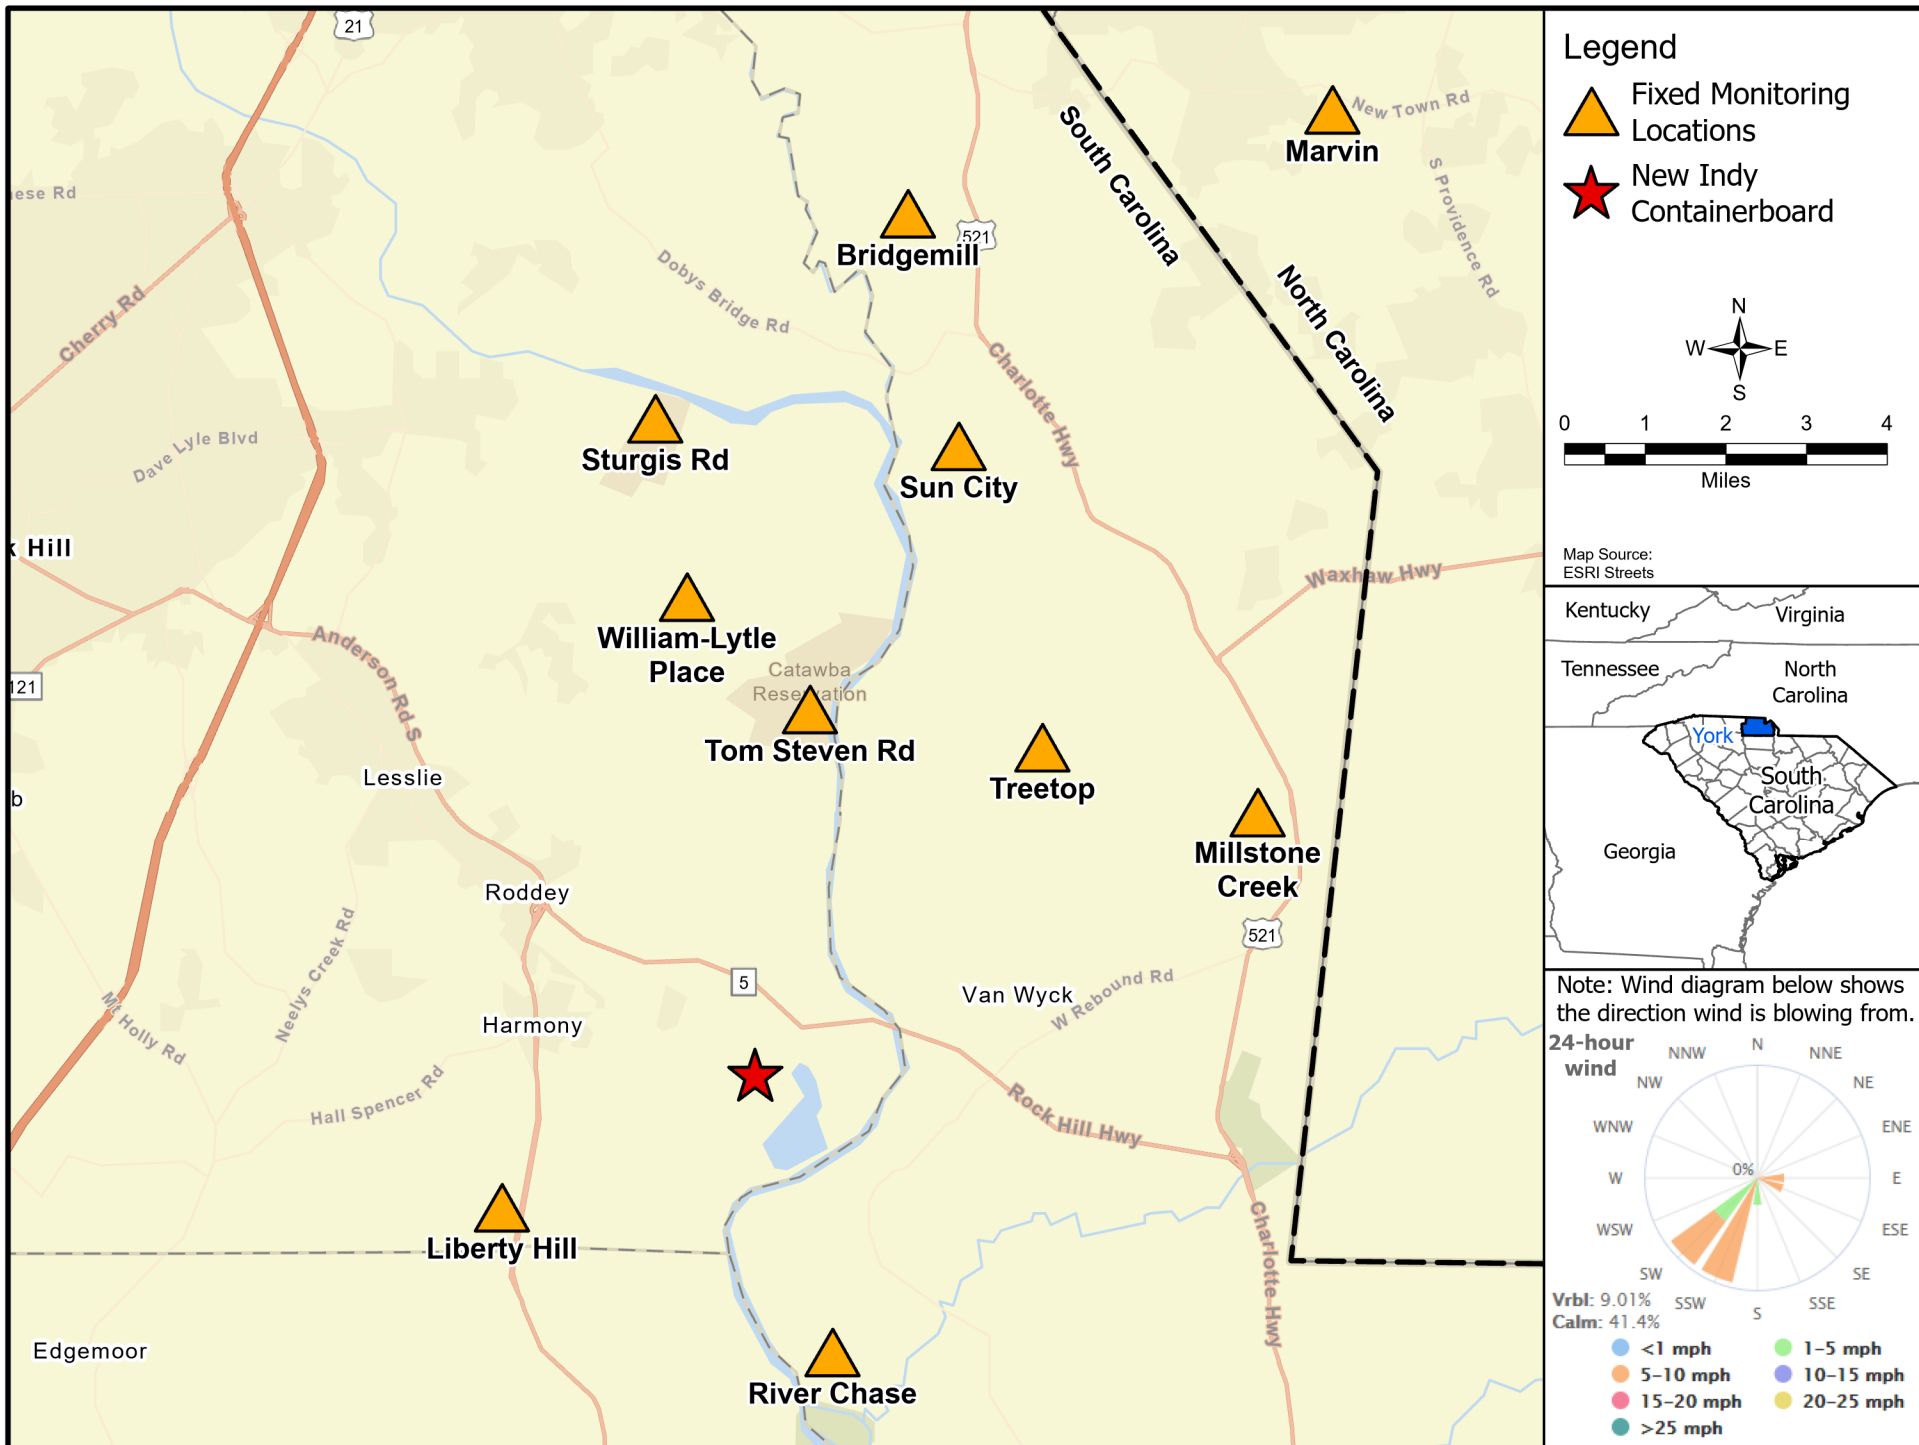 21
New Town Rd
Marvin
South Carolina
S Providence Rd
ese Rd
Bridgemill
521
North Carolina
Dobys Bridge Rd
Cherry Rd
Charlotte Hwy
Dave Lyle Blvd
Sturgis Rd
Sun City
k Hill
Waxhaw Hwy
William-Lytle
Place
Anderson Rd S
Catawba
Reservation
121
Tom Steven Rd
Treetop
Lesslie
b
Millstone
Creek
Roddey
521
Neelys Creek Rd
5
Van Wyck
W Rebound Rd
Mt Holly Rd
Harmony
Hall Spencer Rd
Rock Hill Hwy
Liberty Hill
Charlotte Hwy
Edgemoor
River Chase
Legend
Fixed Monitoring
Locations
New Indy
Containerboard
N
W E
S
0 1 2 3 4
Miles
Map Source:
ESRI Streets
Kentucky
Virginia
Tennessee
North
Carolina
York
South
Carolina
Georgia
Note: Wind diagram below shows
the direction wind is blowing from.
24-hour
wind
N
NNW NNE
NW NE
WNW ENE
0%
W E
WSW ESE
SW SE
SSW SSE
S
Vrbl: 9.01%
Calm: 41.4%
<1 mph 1-5 mph
5-10 mph 10-15 mph
15-20 mph 20-25 mph
>25 mph